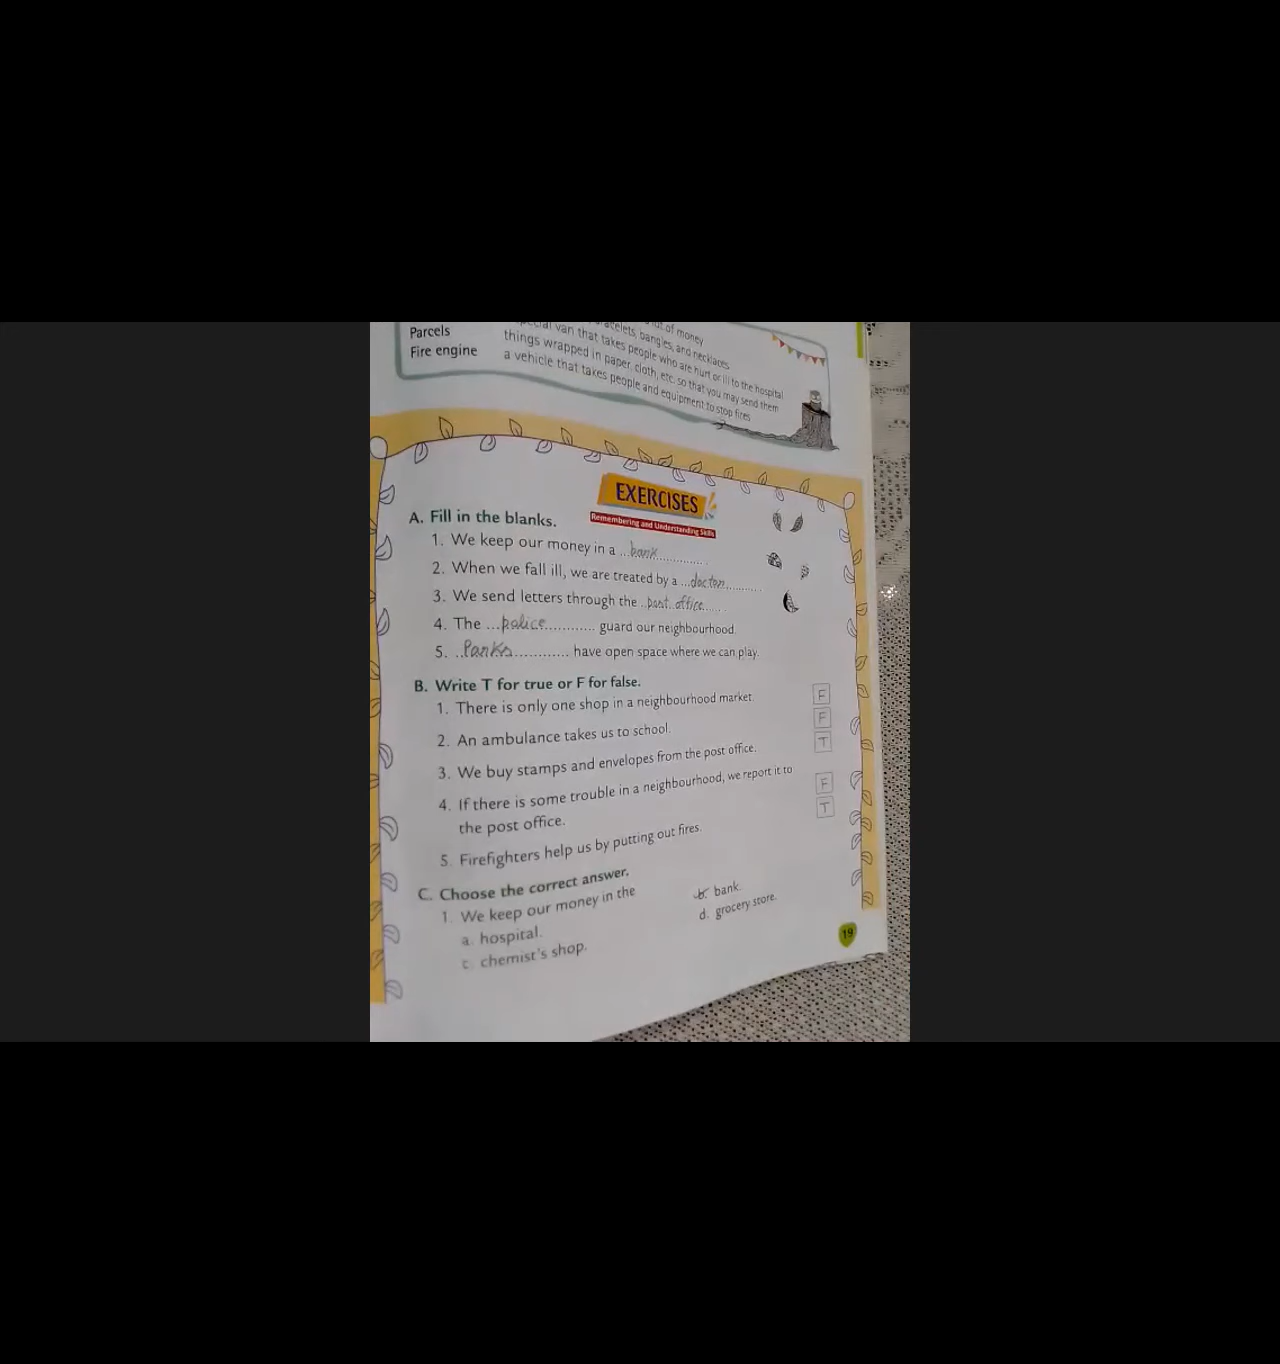 lot of money
bracelets, bangles, and necklaces
special van that takes people who are hurt or ill to the hospital
Parcels things wrapped in paper, cloth, etc. so that you may send them
Fire engine a vehicle that takes people and equipment to stop fires
EXERCISES
Remembering and Understanding Skills
A. Fill in the blanks.
1. We keep our money in a ...bank..............
2. When we fall ill, we are treated by a ...doctor...........
3. We send letters through the ..post office......
4. The ...police............ guard our neighbourhood.
5. ..Parks............. have open space where we can play.
B. Write T for true or F for false.
1. There is only one shop in a neighbourhood market. F
2. An ambulance takes us to school. F
3. We buy stamps and envelopes from the post office. T
4. If there is some trouble in a neighbourhood, we report it to
the post office. F
5. Firefighters help us by putting out fires. T
C. Choose the correct answer.
1. We keep our money in the
a. hospital. b. bank.
c. chemist's shop. d. grocery store.
19